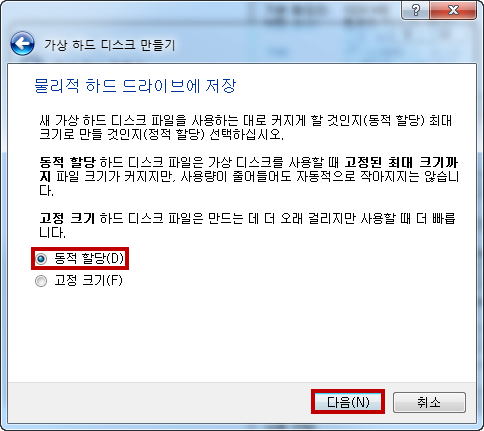 가상 하드 디스크 만들기
물리적 하드 드라이브에 저장
새 가상 하드 디스크 파일을 사용하는 대로 커지게 할 것인지(동적 할당) 최대
크기로 만들 것인지(정적 할당) 선택하십시오.
동적 할당 하드 디스크 파일은 가상 디스크를 사용할 때 고정된 최대 크기까
지 파일 크기가 커지지만, 사용량이 줄어들어도 자동적으로 작아지지는 않습니
다.
고정 크기 하드 디스크 파일은 만드는 데 더 오래 걸리지만 사용할 때 더 빠릅
니다.
동적 할당(D)
고정 크기(F)
다음(N)
취소